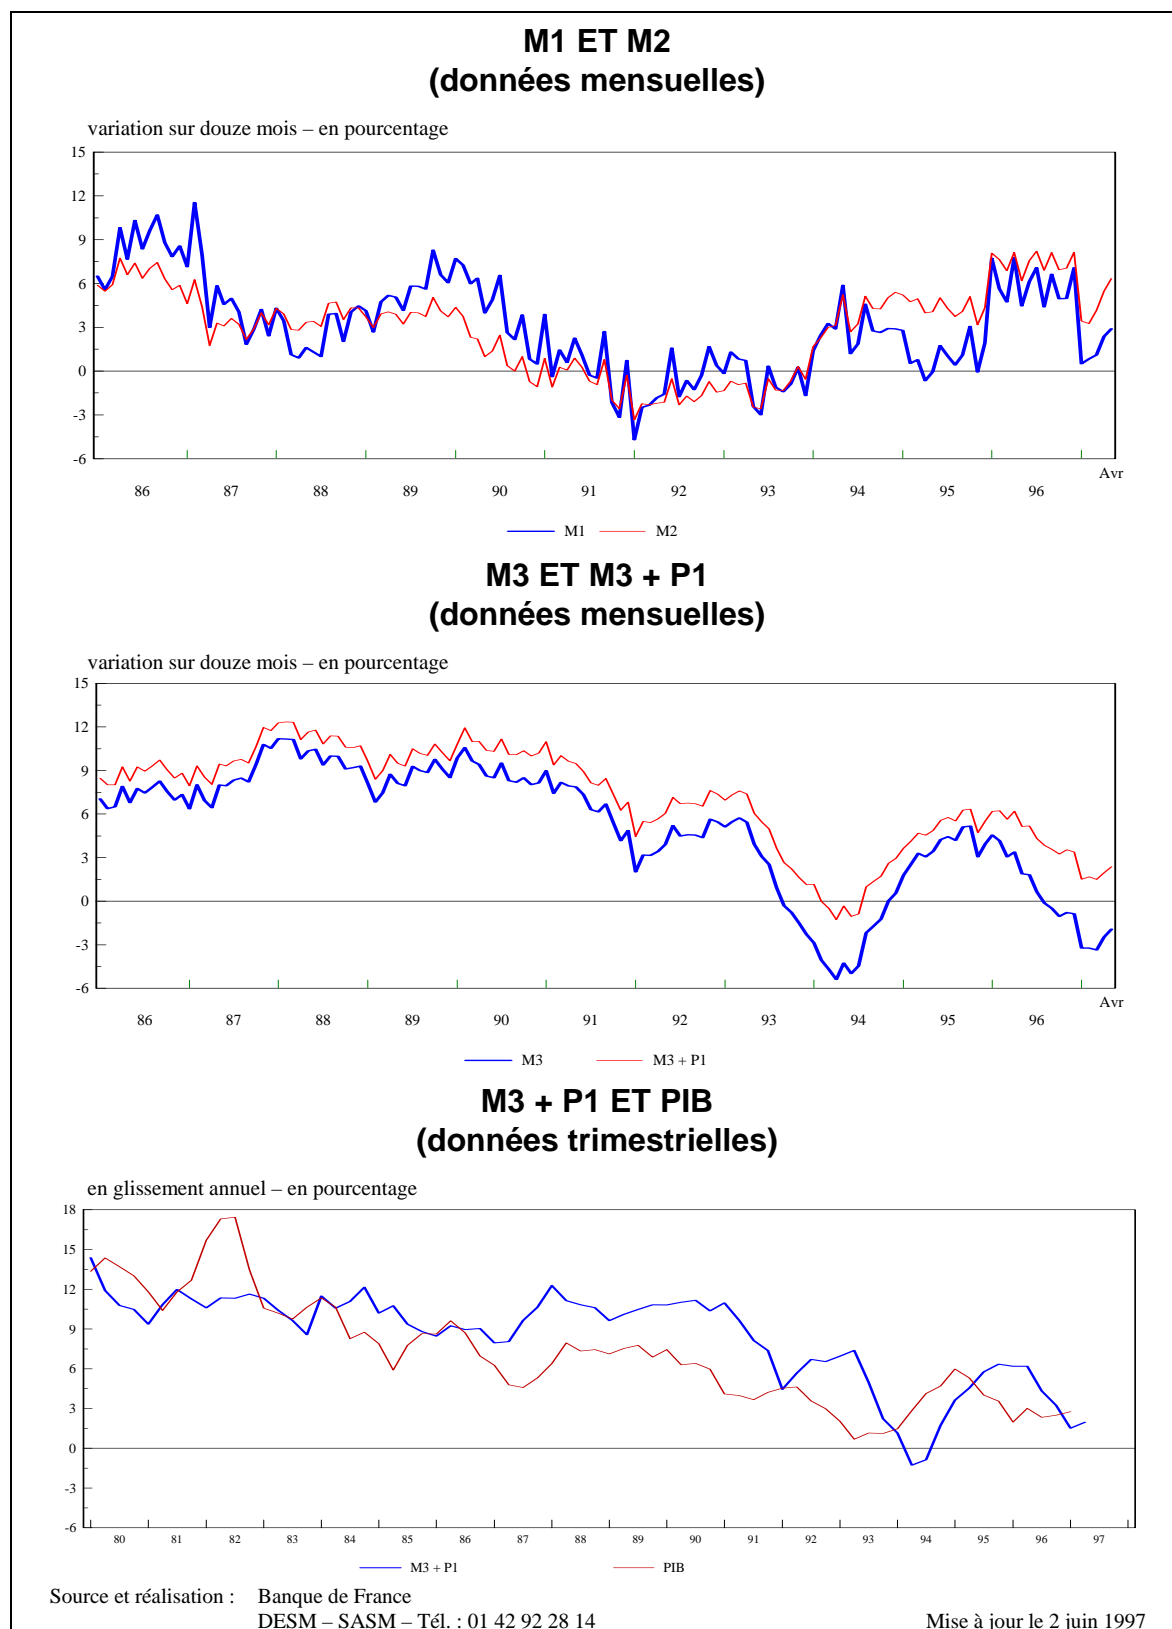 M1 ET M2
(données mensuelles)
variation sur douze mois – en pourcentage
15
12
9
6
3
0
-3
-6
Avr
86 87 88 89 90 91 92 93 94 95 96
M1 M2
M3 ET M3 + P1
(données mensuelles)
variation sur douze mois – en pourcentage
15
12
9
6
3
0
-3
-6
Avr
86 87 88 89 90 91 92 93 94 95 96
M3 M3 + P1
M3 + P1 ET PIB
(données trimestrielles)
en glissement annuel – en pourcentage
18
15
12
9
6
3
0
-3
-6
80 81 82 83 84 85 86 87 88 89 90 91 92 93 94 95 96 97
M3 + P1 PIB
Source et réalisation : Banque de France
DESM – SASM – Tél. : 01 42 92 28 14 Mise à jour le 2 juin 1997